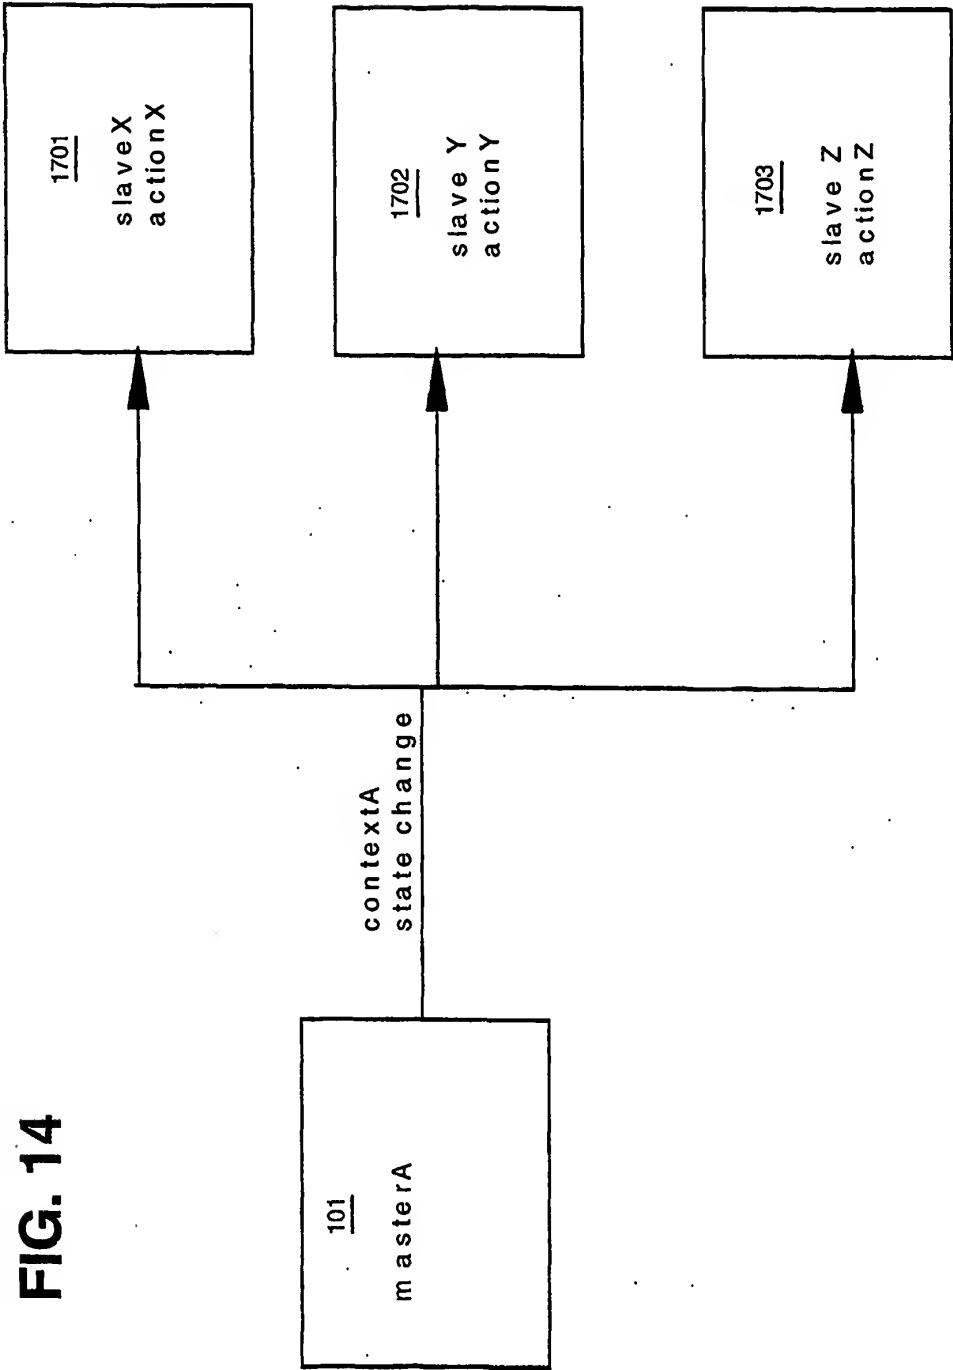 FIG. 14
101
masterA
contextA
state change
1701
slaveX
actionX
1702
slave Y
actionY
1703
slave Z
actionZ